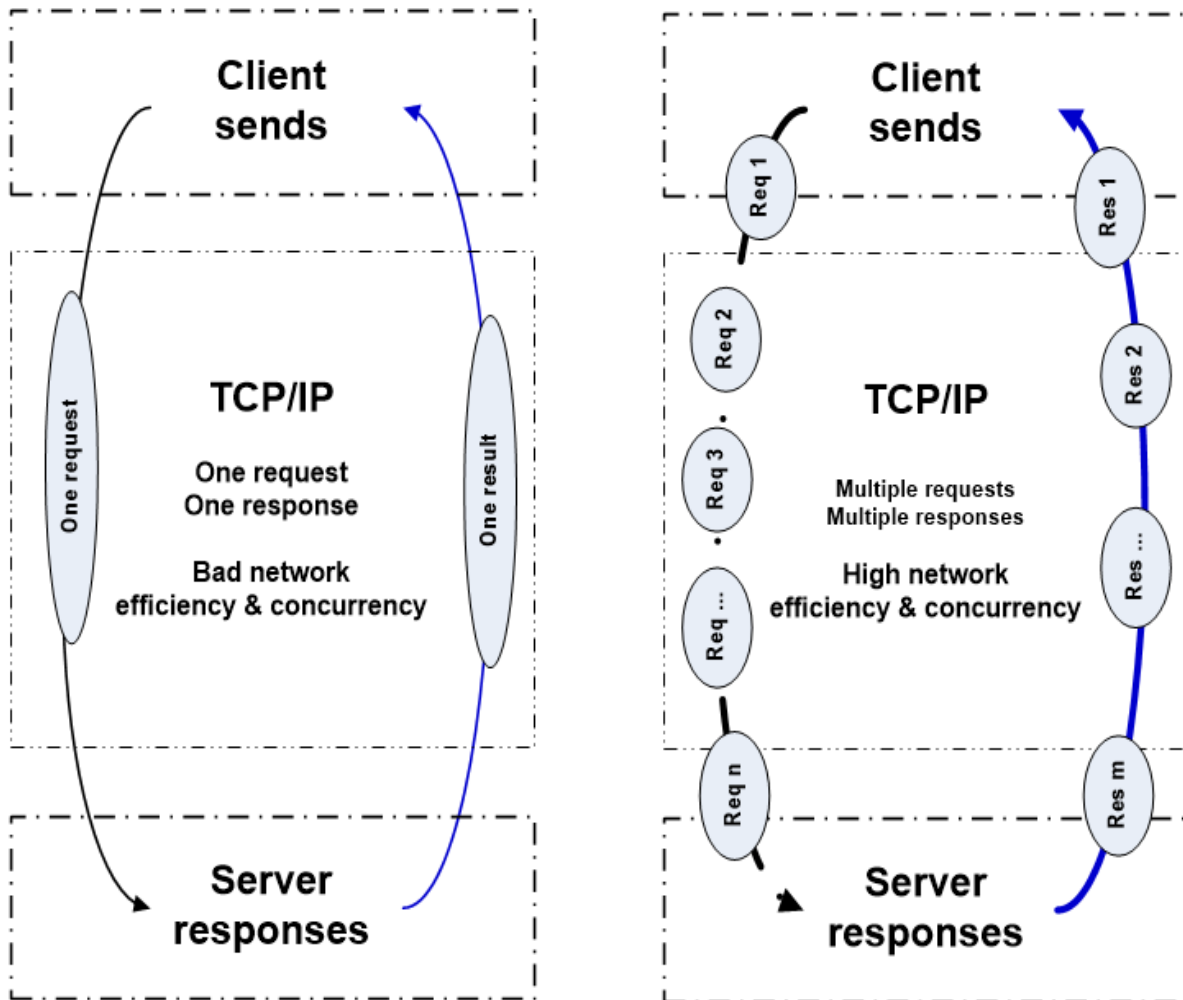 Client
sends
One request
TCP/IP
One request
One response
Bad network
efficiency & concurrency
One result
Server
responses
Client
sends
Req 1
Req 2
Req 3
Req ...
Req n
TCP/IP
Multiple requests
Multiple responses
High network
efficiency & concurrency
Res 1
Res 2
Res ...
Res m
Server
responses